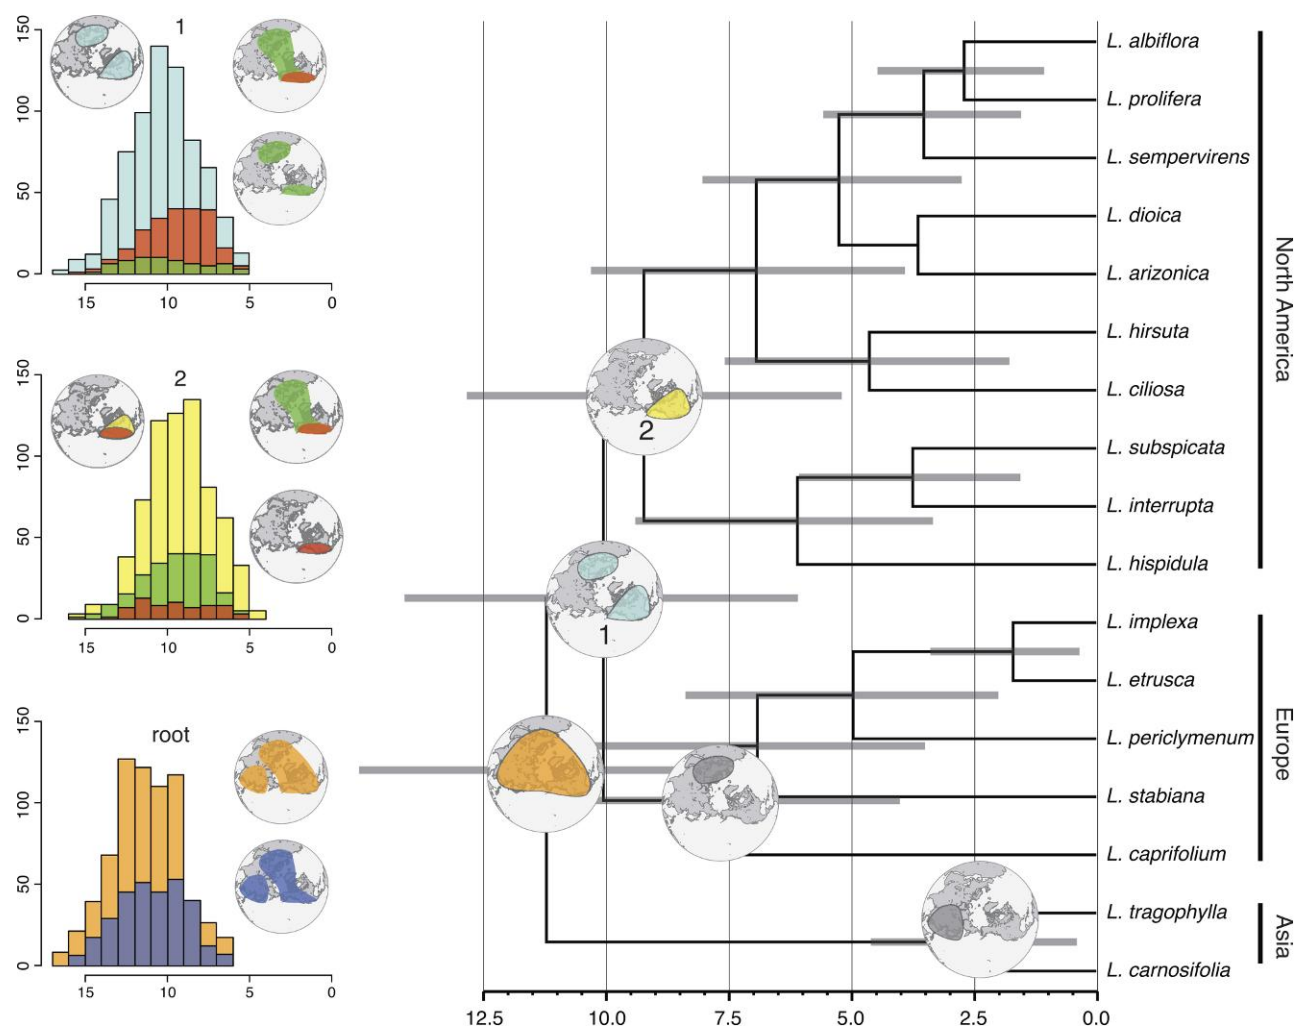 1
150
100
50
0
15 10 5 0
2
150
100
50
0
15 10 5 0
root
150
100
50
0
15 10 5 0
2
1
L. albiflora
L. prolifera
L. sempervirens
L. dioica
L. arizonica
L. hirsuta
L. ciliosa
L. subspicata
L. interrupta
L. hispidula
L. implexa
L. etrusca
L. periclymenum
L. stabiana
L. caprifolium
L. tragophylla
L. carnosifolia
North America
Europe
Asia
12.5 10.0 7.5 5.0 2.5 0.0